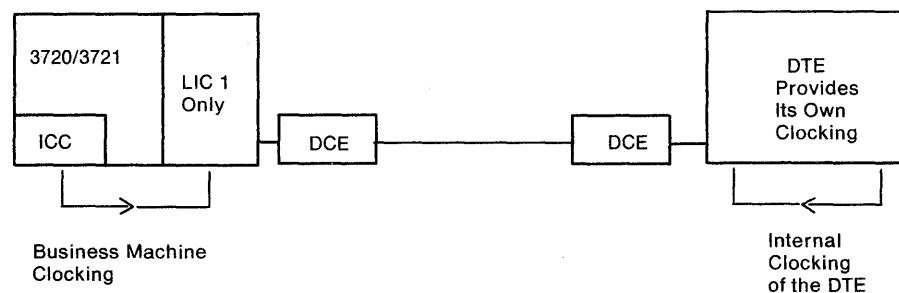 3720/3721
LIC 1
Only
ICC
DCE
DCE
DTE
Provides
Its Own
Clocking
Business Machine
Clocking
Internal
Clocking
of the DTE